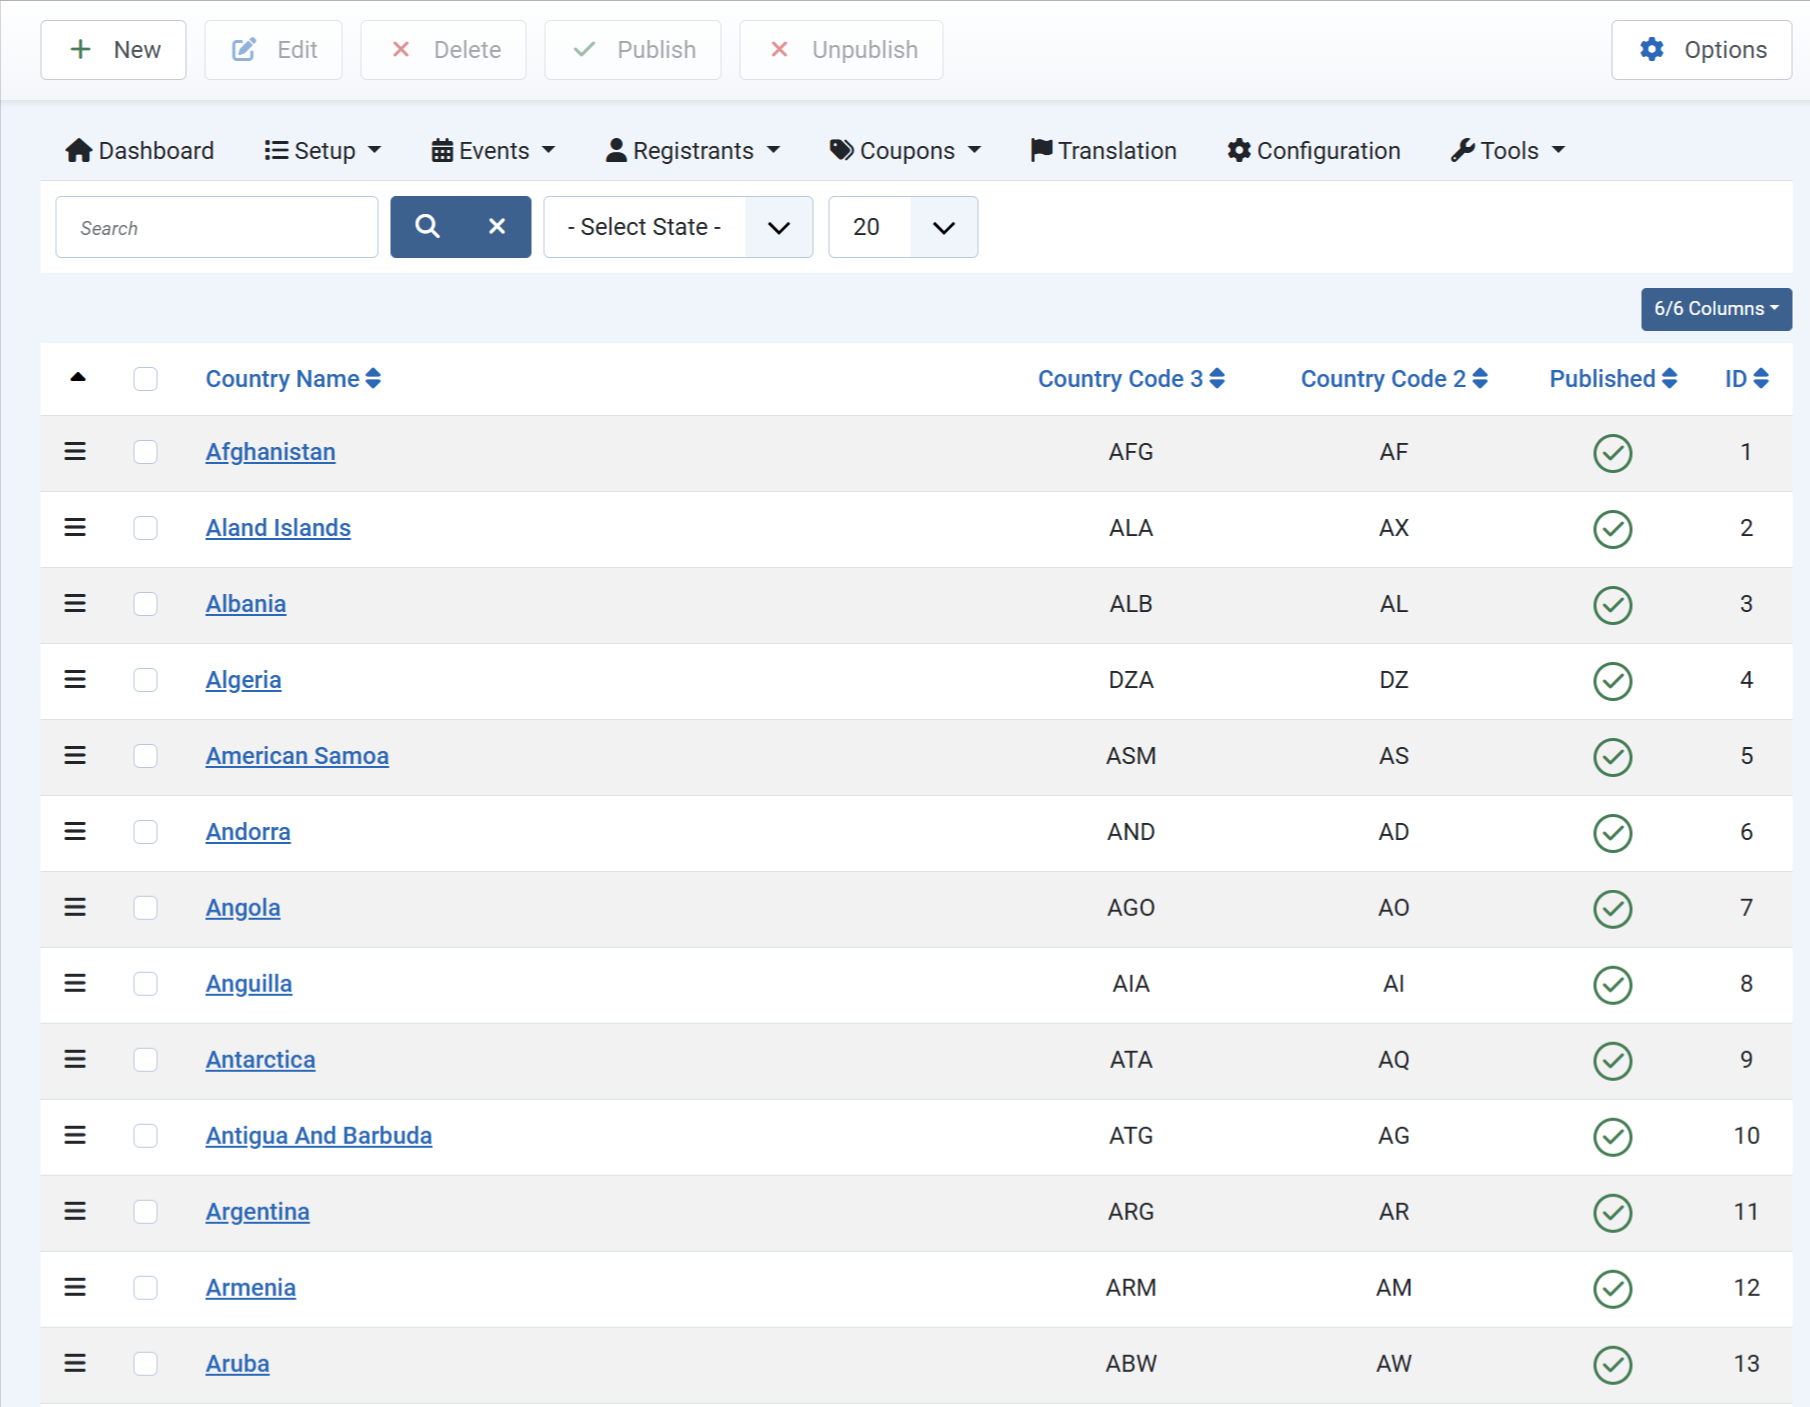 New Edit Delete Publish Unpublish Options
Dashboard Setup Events Registrants Coupons Translation Configuration Tools
Search - Select State - 20
6/6 Columns
Country Name Country Code 3 Country Code 2 Published ID
Afghanistan AFG AF 1
Aland Islands ALA AX 2
Albania ALB AL 3
Algeria DZA DZ 4
American Samoa ASM AS 5
Andorra AND AD 6
Angola AGO AO 7
Anguilla AIA AI 8
Antarctica ATA AQ 9
Antigua And Barbuda ATG AG 10
Argentina ARG AR 11
Armenia ARM AM 12
Aruba ABW AW 13